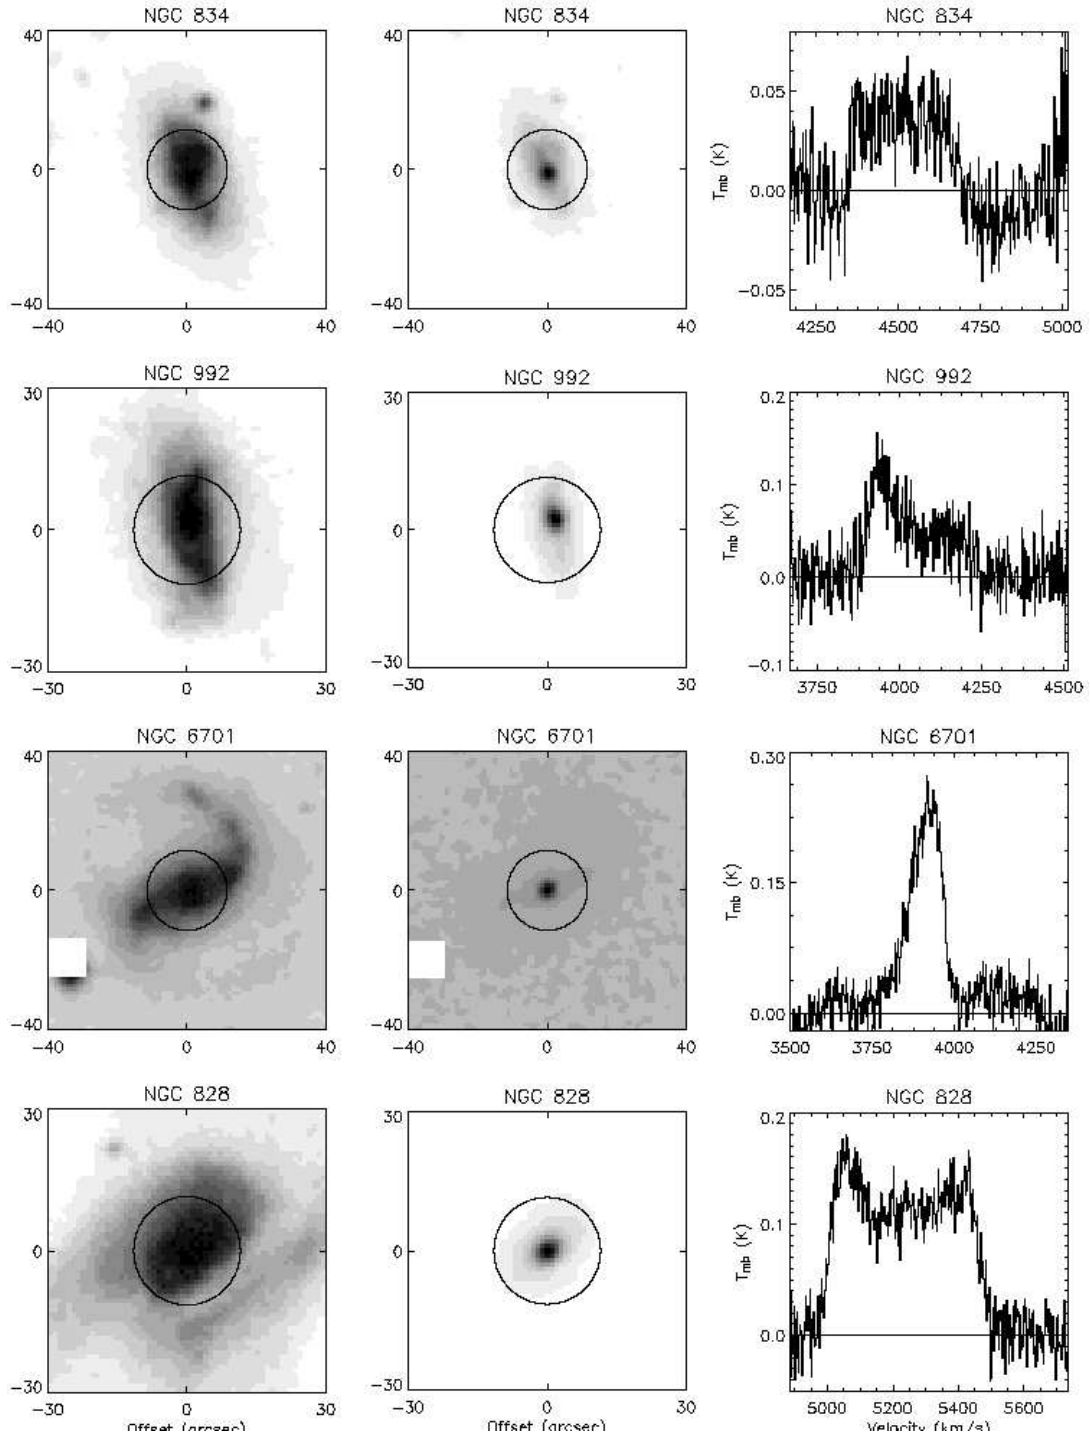 NGC 834 NGC 834 NGC 834
40 40
0.05
0 0 T_mb (K) 0.00
−0.05
−40 −40
−40 0 40 −40 0 40 4250 4500 4750 5000
NGC 992 NGC 992 NGC 992
30 30 0.2
0.1
0 0 T_mb (K) 0.0
−30 −30 −0.1
−30 0 30 −30 0 30 3750 4000 4250 4500
NGC 6701 NGC 6701 NGC 6701
40 40 0.30
0 0 T_mb (K) 0.15
−40 −40 0.00
−40 0 40 −40 0 40 3500 3750 4000 4250
NGC 828 NGC 828 NGC 828
30 30 0.2
0 0 T_mb (K) 0.1
0.0
−30 −30
−30 0 30 −30 0 30 5000 5200 5400 5600
Offset (arcsec) Offset (arcsec) Velocity (km/s)